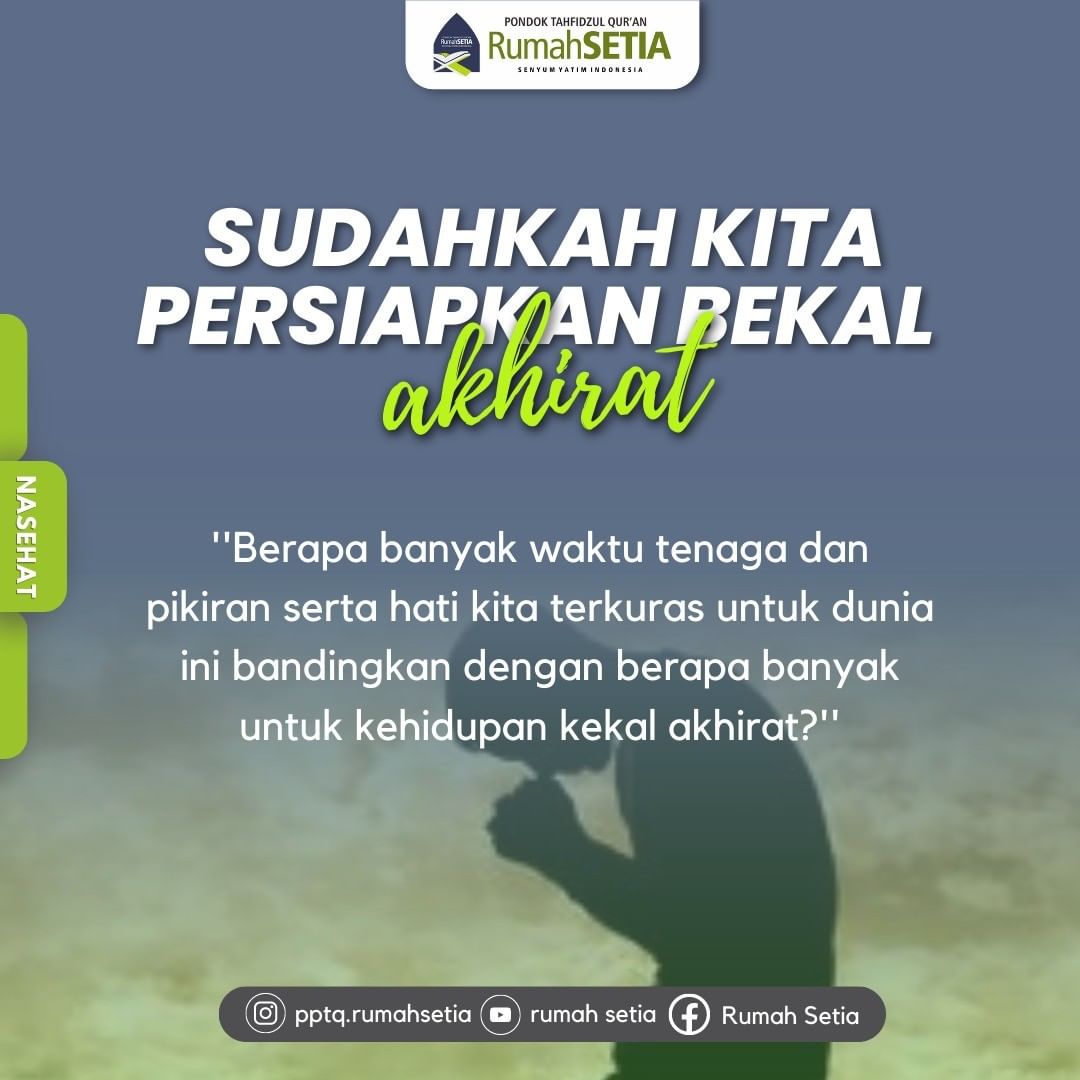 PONDOK TAHFIDZUL QUR'AN
RumahSETIA
SENYUM YATIM INDONESIA
SUDAHKAH KITA
PERSIAPKAN BEKAL
akhirat
NASEHAT
''Berapa banyak waktu tenaga dan
pikiran serta hati kita terkuras untuk dunia
ini bandingkan dengan berapa banyak
untuk kehidupan kekal akhirat?''
pptq.rumahsetia rumah setia Rumah Setia